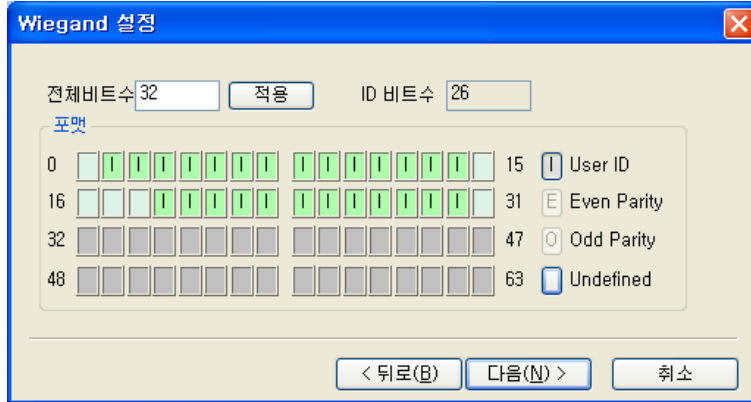 Wiegand 설정
전체비트수 32 적용 ID 비트수 26
포맷
0 I I I I I I I I I I I I I I 15 I User ID
16 I I I I I I I I I I I I 31 E Even Parity
32 47 O Odd Parity
48 63 Undefined
< 뒤로(B) 다음(N) > 취소